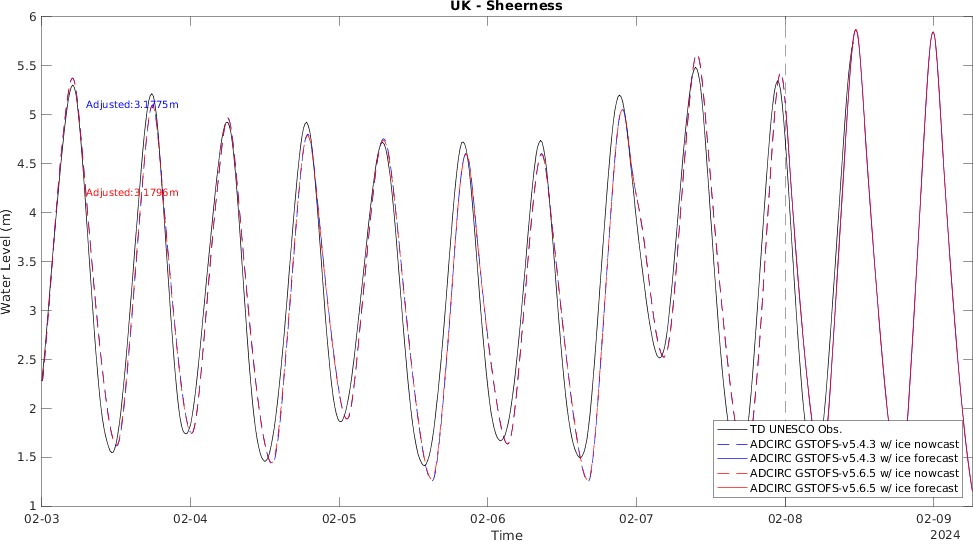 UK - Sheerness
6
5.5
5
4.5
4
3.5
3
2.5
2
1.5
1
Water Level (m)
Adjusted:3.1275m
Adjusted:3.1796m
TD UNESCO Obs.
ADCIRC GSTOFS-v5.4.3 w/ ice nowcast
ADCIRC GSTOFS-v5.4.3 w/ ice forecast
ADCIRC GSTOFS-v5.6.5 w/ ice nowcast
ADCIRC GSTOFS-v5.6.5 w/ ice forecast
02-03
02-04
02-05
02-06
02-07
02-08
02-09
Time
2024